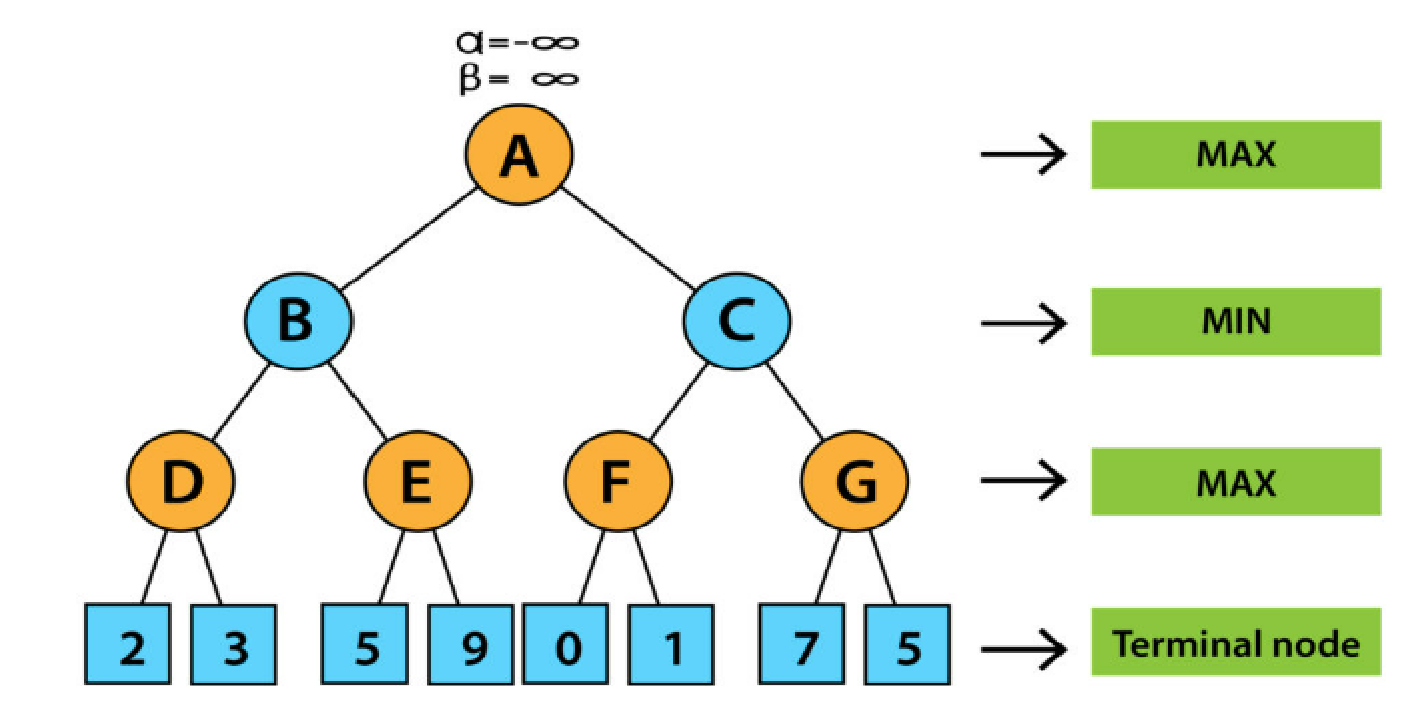 α=-∞
β= ∞
A
MAX
B
C
MIN
D
E
F
G
MAX
2
3
5
9
0
1
7
5
Terminal node